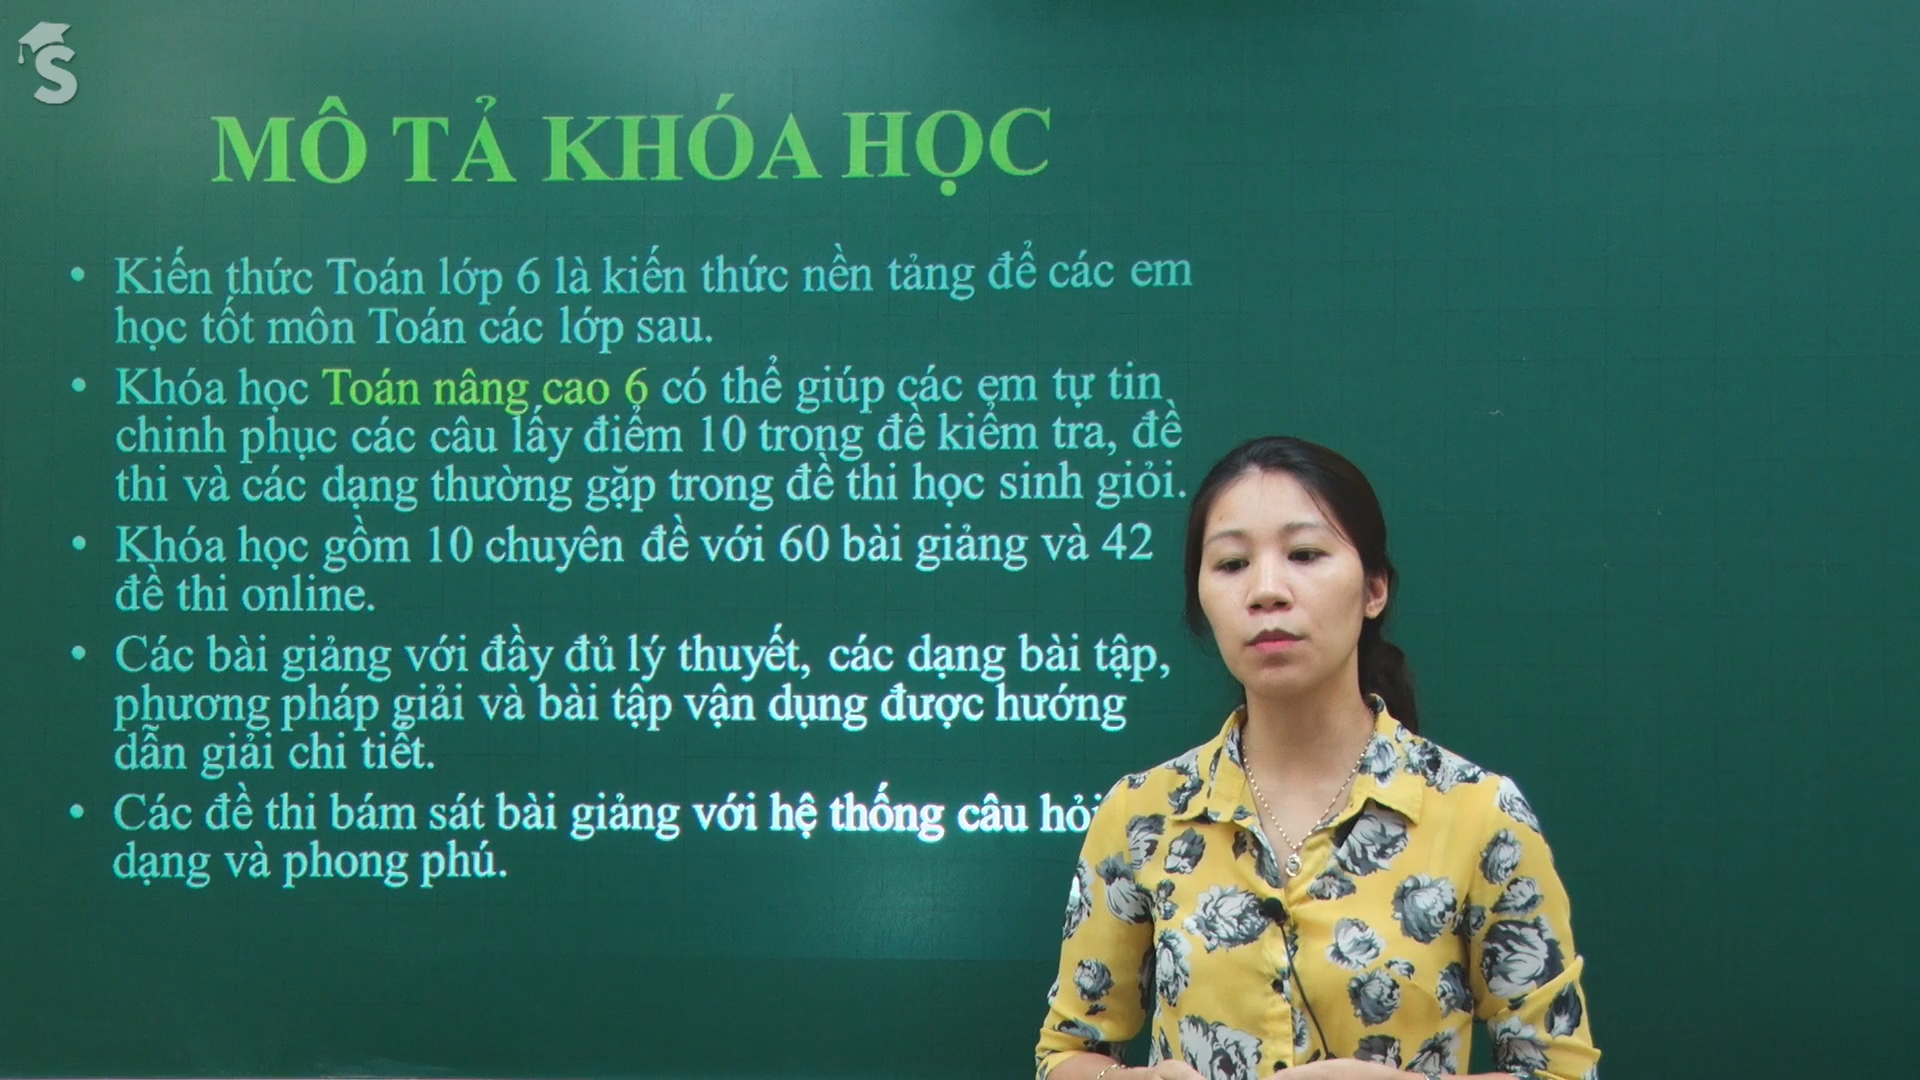 S
MÔ TẢ KHÓA HỌC
• Kiến thức Toán lớp 6 là kiến thức nền tảng để các em
học tốt môn Toán các lớp sau.
• Khóa học Toán nâng cao 6 có thể giúp các em tự tin
chinh phục các câu lấy điểm 10 trong đề kiểm tra, đề
thi và các dạng thường gặp trong đề thi học sinh giỏi.
• Khóa học gồm 10 chuyên đề với 60 bài giảng và 42
đề thi online.
• Các bài giảng với đầy đủ lý thuyết, các dạng bài tập,
phương pháp giải và bài tập vận dụng được hướng
dẫn giải chi tiết.
• Các đề thi bám sát bài giảng với hệ thống câu hỏi
dạng và phong phú.